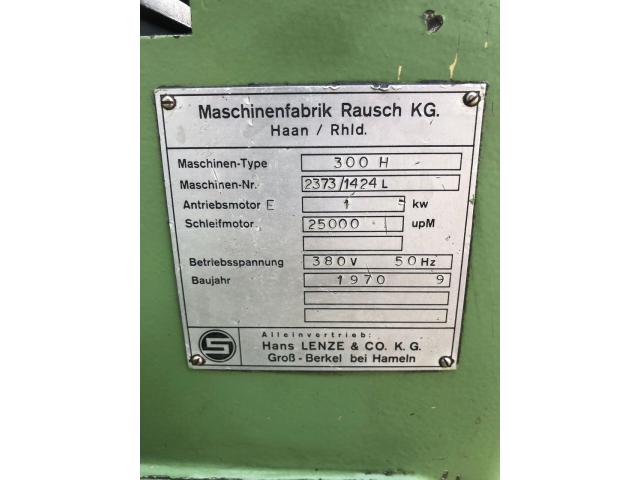 Maschinenfabrik Rausch KG.
Haan / Rhld.
Maschinen-Type 300 H
Maschinen-Nr. 2373/1424 L
Antriebsmotor E 1 kw
Schleifmotor 25000 upM
Betriebsspannung 380V 50Hz
Baujahr 1970 9
Alleinvertrieb:
Hans LENZE & CO. K. G.
Groß - Berkel bei Hameln